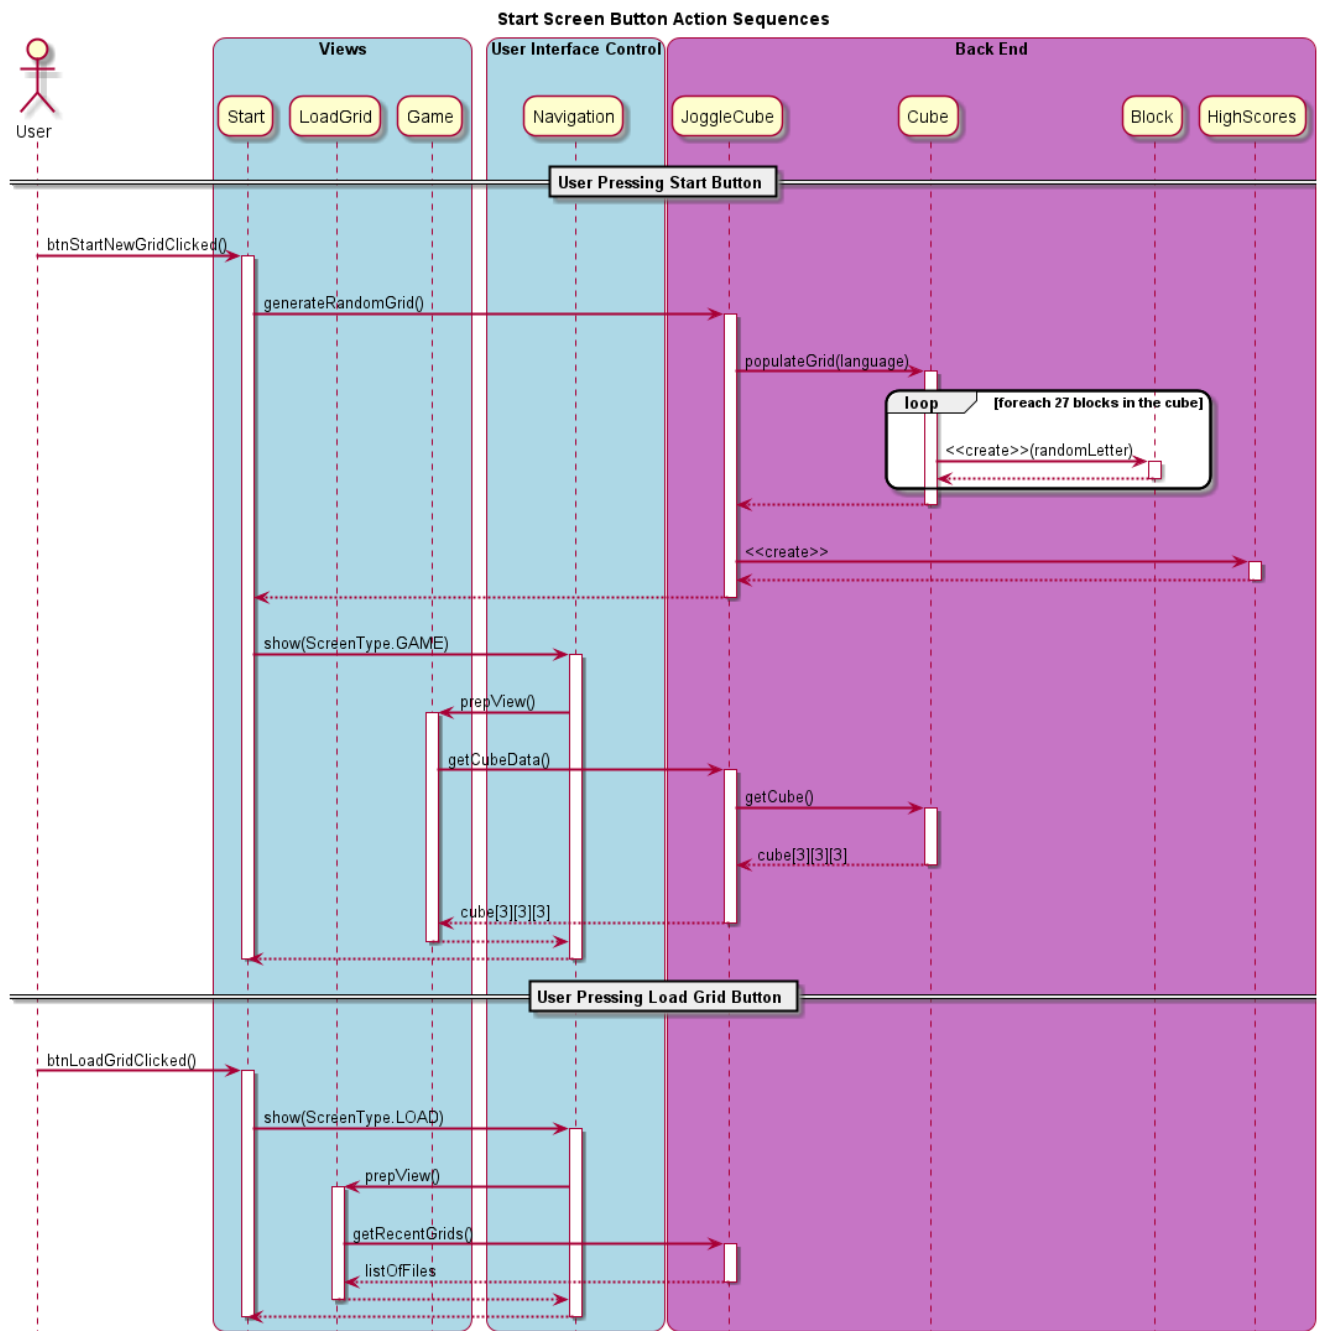 Start Screen Button Action Sequences
Views
User Interface Control
Back End
User
Start
LoadGrid
Game
Navigation
JoggleCube
Cube
Block
HighScores
User Pressing Start Button
btnStartNewGridClicked()
generateRandomGrid()
populateGrid(language)
loop
[foreach 27 blocks in the cube]
<<create>>(randomLetter)
<<create>>
show(ScreenType.GAME)
prepView()
getCubeData()
getCube()
cube[3][3][3]
cube[3][3][3]
User Pressing Load Grid Button
btnLoadGridClicked()
show(ScreenType.LOAD)
prepView()
getRecentGrids()
listOfFiles